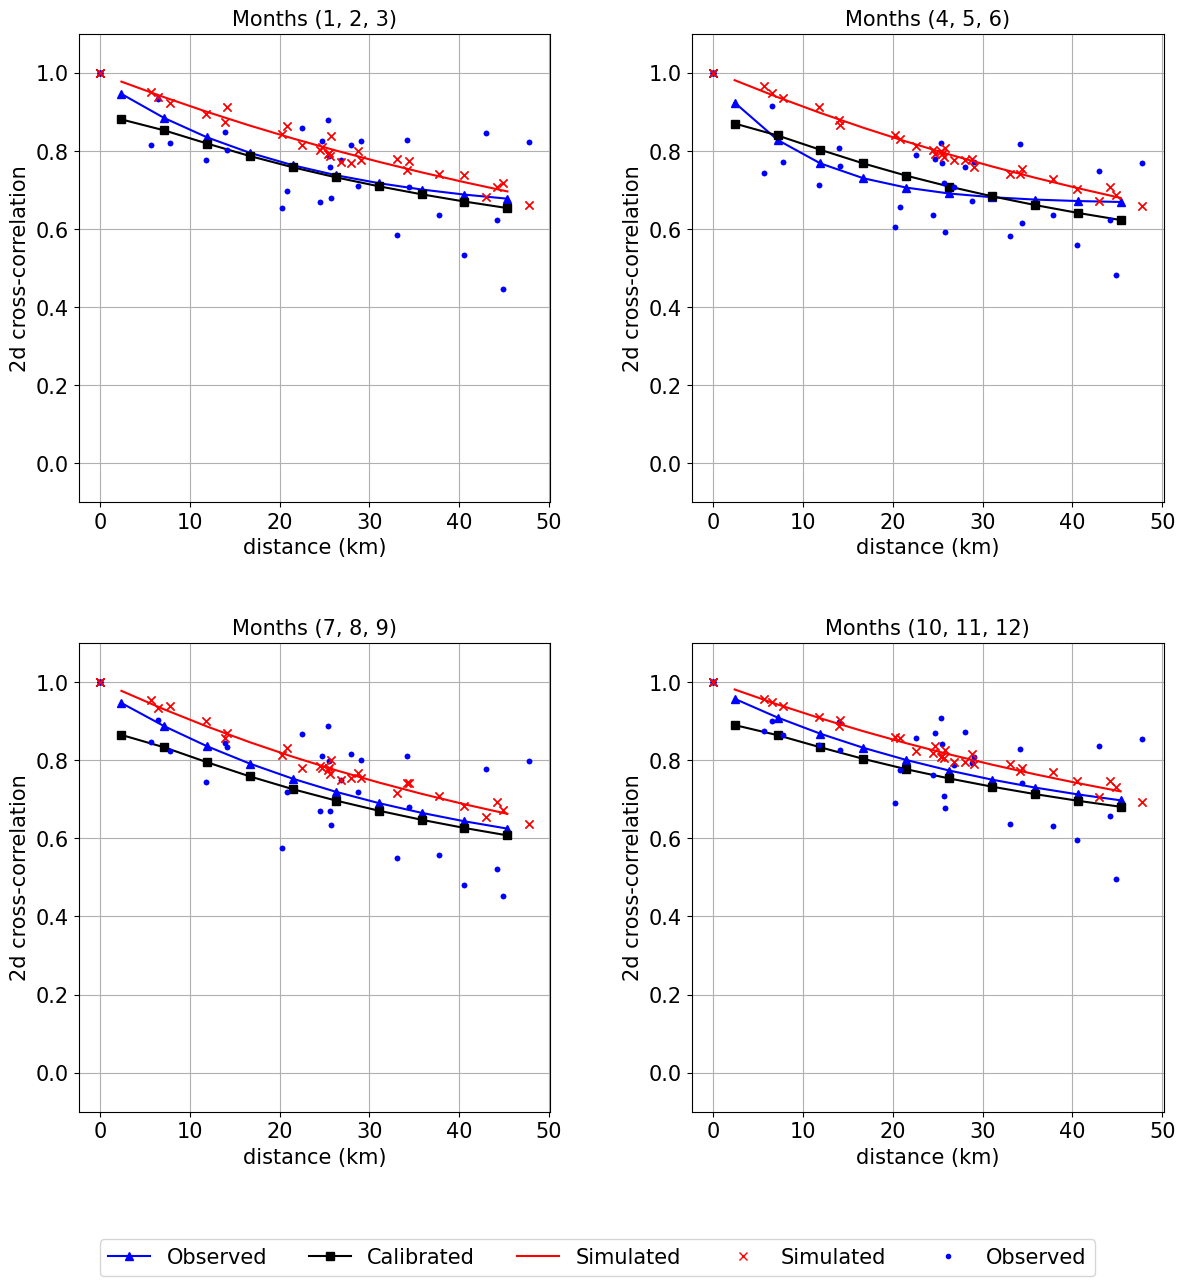 Months (1, 2, 3)
1.0
0.8
0.6
0.4
0.2
0.0
2d cross-correlation
0 10 20 30 40 50
distance (km)
Months (4, 5, 6)
1.0
0.8
0.6
0.4
0.2
0.0
2d cross-correlation
0 10 20 30 40 50
distance (km)
Months (7, 8, 9)
1.0
0.8
0.6
0.4
0.2
0.0
2d cross-correlation
0 10 20 30 40 50
distance (km)
Months (10, 11, 12)
1.0
0.8
0.6
0.4
0.2
0.0
2d cross-correlation
0 10 20 30 40 50
distance (km)
Observed Calibrated Simulated Simulated Observed